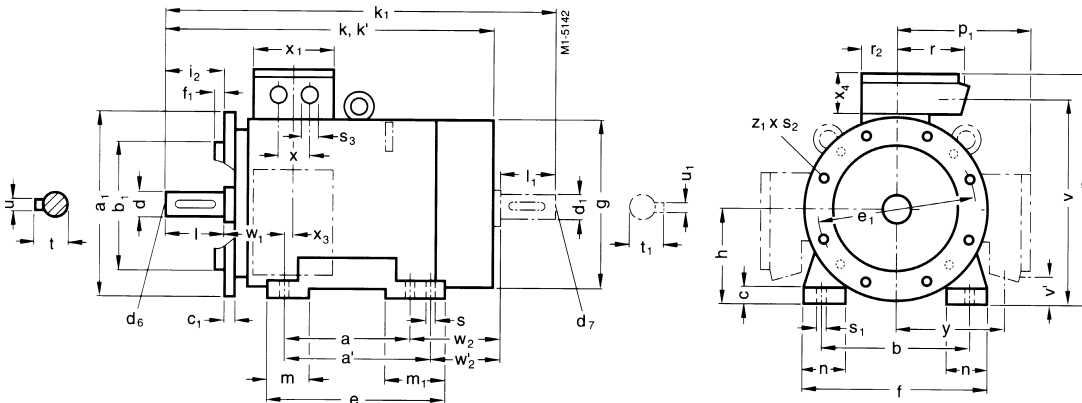 k₁
k, k'
M1-5142
x₁
i₂
f₁
s₃
x
a₁
b₁
d
u
t
l
w₁
x₃
l₁
d₁
g
u₁
t₁
d₆
c₁
d₇
s
a
w₂
a'
w'₂
m
m₁
e
p₁
r₂
r
x₄
z₁ x s₂
e₁
h
c
v
v'
s₁
y
b
n
n
f